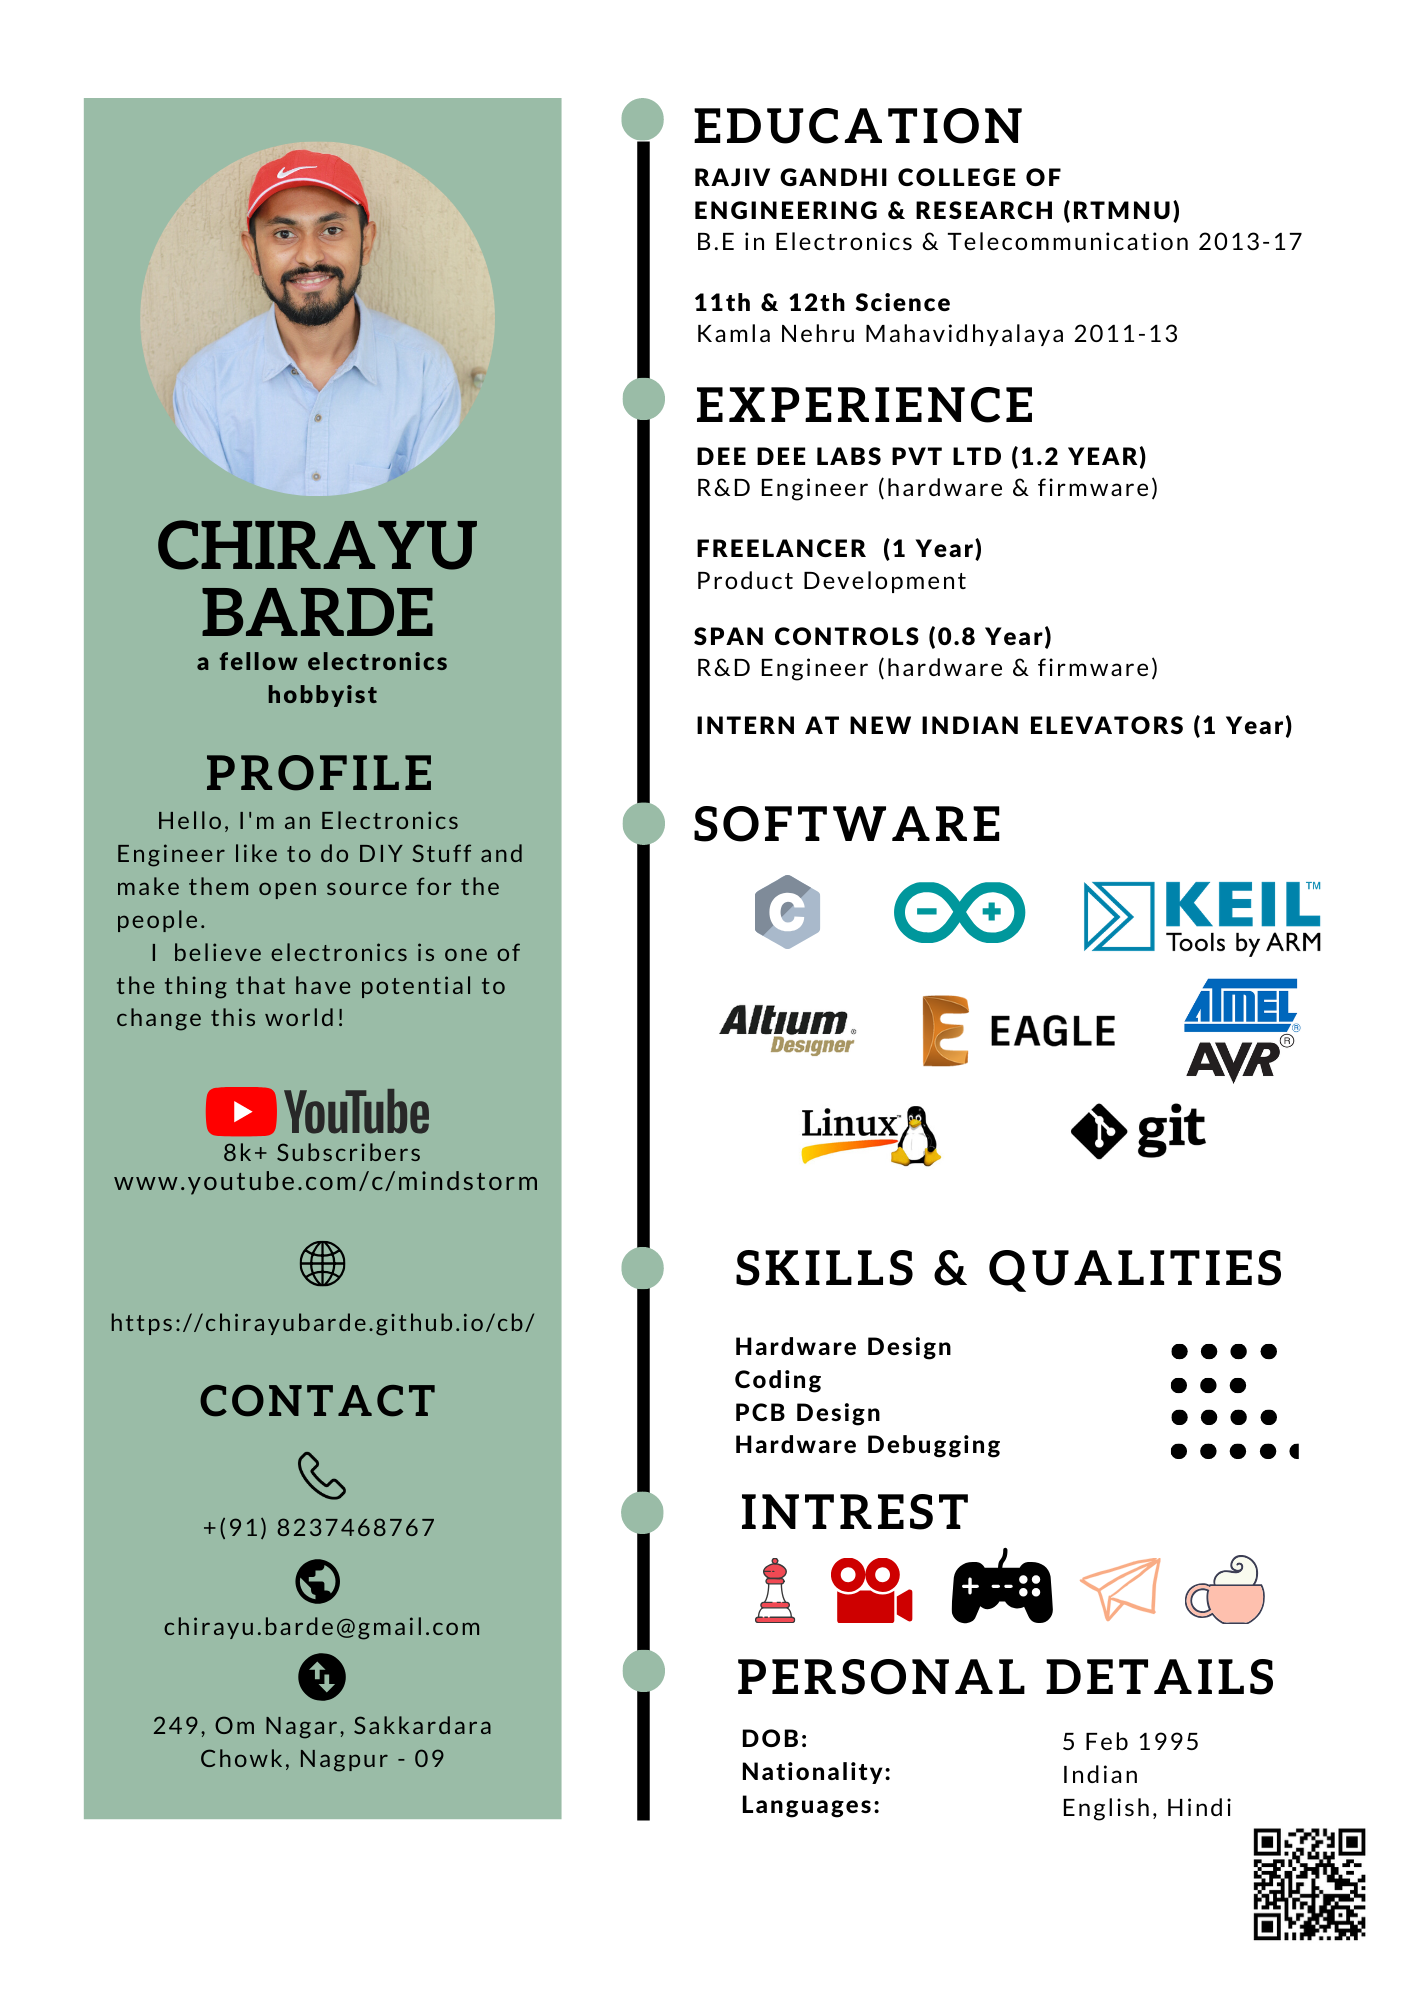 CHIRAYU
BARDE
a fellow electronics
hobbyist
PROFILE
Hello, I'm an Electronics
Engineer like to do DIY Stuff and
make them open source for the
people.
I believe electronics is one of
the thing that have potential to
change this world!
YouTube
8k+ Subscribers
www.youtube.com/c/mindstorm
https://chirayubarde.github.io/cb/
CONTACT
+(91) 8237468767
chirayu.barde@gmail.com
249, Om Nagar, Sakkardara
Chowk, Nagpur - 09
EDUCATION
RAJIV GANDHI COLLEGE OF
ENGINEERING & RESEARCH (RTMNU)
B.E in Electronics & Telecommunication 2013-17
11th & 12th Science
Kamla Nehru Mahavidhyalaya 2011-13
EXPERIENCE
DEE DEE LABS PVT LTD (1.2 YEAR)
R&D Engineer (hardware & firmware)
FREELANCER (1 Year)
Product Development
SPAN CONTROLS (0.8 Year)
R&D Engineer (hardware & firmware)
INTERN AT NEW INDIAN ELEVATORS (1 Year)
SOFTWARE
C
KEIL™
Tools by ARM
Altium®
Designer
E EAGLE
ATMEL®
AVR®
Linux™
git
SKILLS & QUALITIES
Hardware Design
Coding
PCB Design
Hardware Debugging
INTREST
PERSONAL DETAILS
DOB: 5 Feb 1995
Nationality: Indian
Languages: English, Hindi